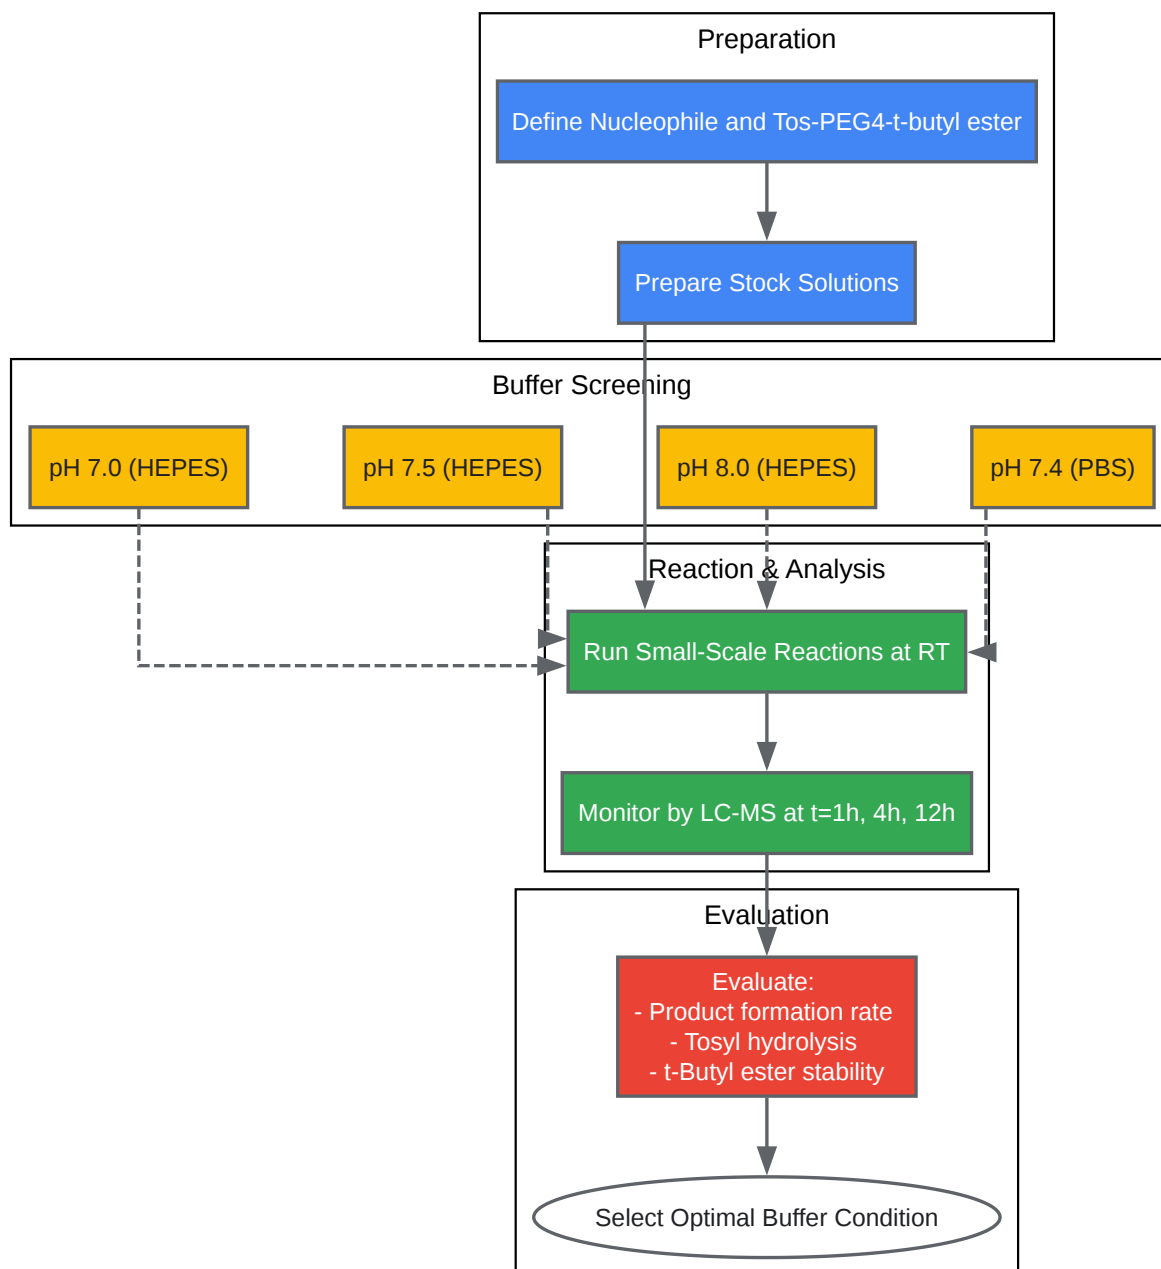 Preparation
Define Nucleophile and Tos-PEG4-t-butyl ester
Prepare Stock Solutions
Buffer Screening
pH 7.0 (HEPES)
pH 7.5 (HEPES)
pH 8.0 (HEPES)
pH 7.4 (PBS)
Reaction & Analysis
Run Small-Scale Reactions at RT
Monitor by LC-MS at t=1h, 4h, 12h
Evaluation
Evaluate:
- Product formation rate
- Tosyl hydrolysis
- t-Butyl ester stability
Select Optimal Buffer Condition